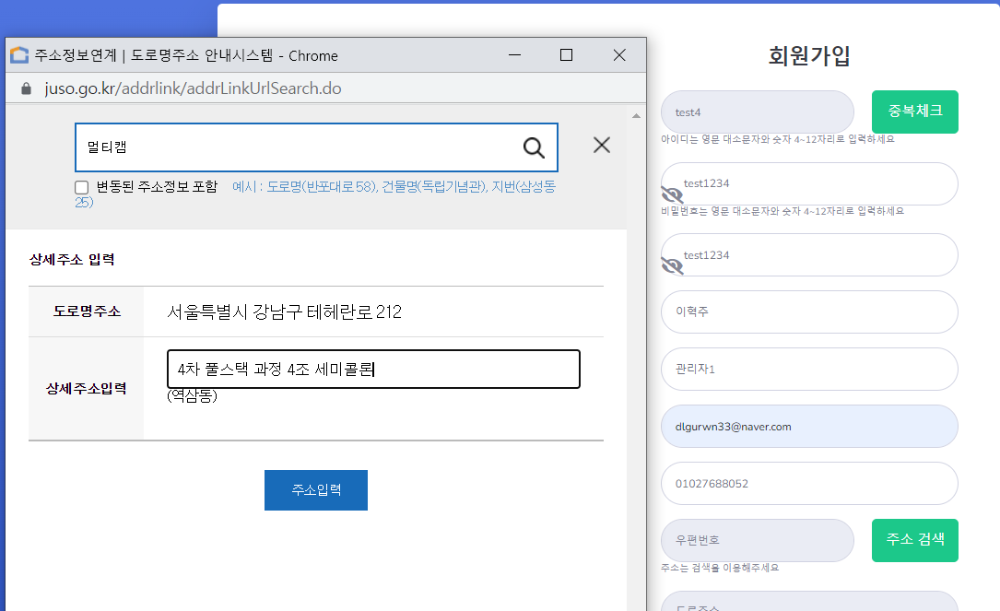 주소정보연계 | 도로명주소 안내시스템 - Chrome
juso.go.kr/addrlink/addrLinkUrlSearch.do
멀티캠
변동된 주소정보 포함 예시 : 도로명(반포대로 58), 건물명(독립기념관), 지번(삼성동
25)
상세주소 입력
도로명주소 서울특별시 강남구 테헤란로 212
상세주소입력 4차 풀스택 과정 4조 세미콜론
(역삼동)
주소입력
회원가입
test4 중복체크
아이디는 영문 대소문자와 숫자 4~12자리로 입력하세요
test1234
비밀번호는 영문 대소문자와 숫자 4~12자리로 입력하세요
test1234
이혁주
관리자1
dlgurwn33@naver.com
01027688052
우편번호 주소 검색
주소는 검색을 이용해주세요
도로주소